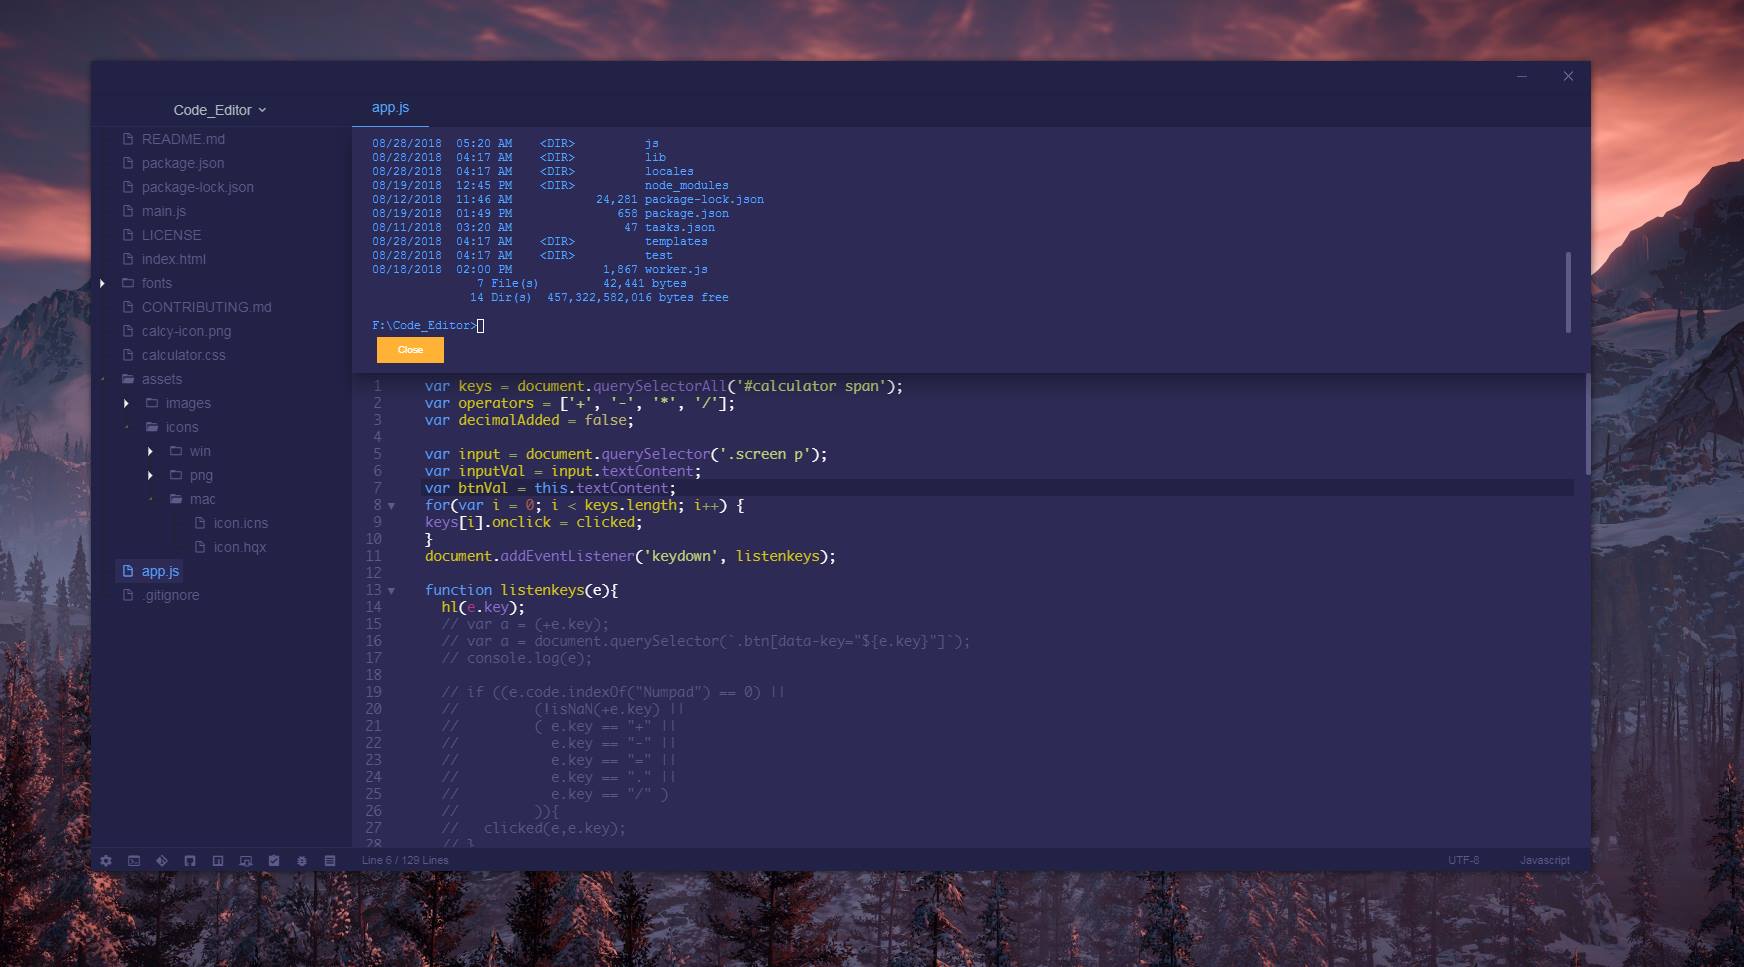 Code_Editor
app.js
README.md
package.json
package-lock.json
main.js
LICENSE
index.html
fonts
CONTRIBUTING.md
calcy-icon.png
calculator.css
assets
images
icons
win
png
mac
icon.icns
icon.hqx
app.js
.gitignore
08/28/2018  05:20 AM    <DIR>          js
08/28/2018  04:17 AM    <DIR>          lib
08/28/2018  04:17 AM    <DIR>          locales
08/19/2018  12:45 PM    <DIR>          node_modules
08/12/2018  11:46 AM            24,281 package-lock.json
08/19/2018  01:49 PM               658 package.json
08/11/2018  03:20 AM                47 tasks.json
08/28/2018  04:17 AM    <DIR>          templates
08/28/2018  04:17 AM    <DIR>          test
08/18/2018  02:00 PM             1,867 worker.js
               7 File(s)         42,441 bytes
              14 Dir(s)  457,322,582,016 bytes free
F:\Code_Editor>
Close
1 var keys = document.querySelectorAll('#calculator span');
2 var operators = ['+', '-', '*', '/'];
3 var decimalAdded = false;
4
5 var input = document.querySelector('.screen p');
6 var inputVal = input.textContent;
7 var btnVal = this.textContent;
8 for(var i = 0; i < keys.length; i++) {
9 keys[i].onclick = clicked;
10 }
11 document.addEventListener('keydown', listenkeys);
12
13 function listenkeys(e){
14   hl(e.key);
15   // var a = (+e.key);
16   // var a = document.querySelector(`.btn[data-key="${e.key}"]`);
17   // console.log(e);
18
19   // if ((e.code.indexOf("Numpad") == 0) ||
20   //         (!isNaN(+e.key) ||
21   //         ( e.key == "+" ||
22   //           e.key == "-" ||
23   //           e.key == "=" ||
24   //           e.key == "." ||
25   //           e.key == "/" )
26   //         )){
27   //   clicked(e,e.key);
28   // }
Line 6 / 129 Lines
UTF-8
Javascript